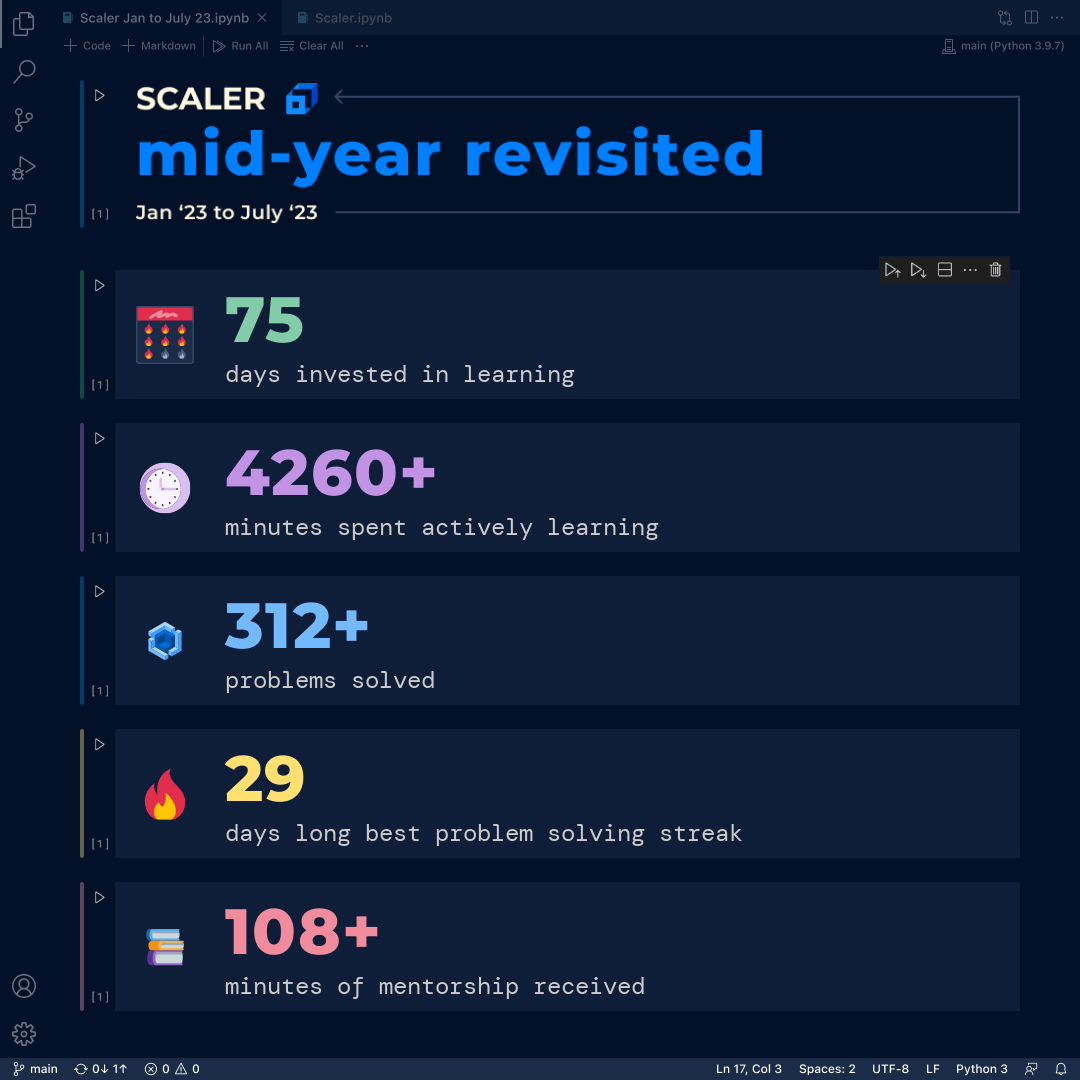 Scaler Jan to July 23.ipynb
Scaler.ipynb
Code Markdown Run All Clear All ···
main (Python 3.9.7)
SCALER
mid-year revisited
[1] Jan ‘23 to July ‘23
75
days invested in learning
[1]
4260+
minutes spent actively learning
[1]
312+
problems solved
[1]
29
days long best problem solving streak
[1]
108+
minutes of mentorship received
[1]
main 0↓ 1↑ 0 0 Ln 17, Col 3 Spaces: 2 UTF-8 LF Python 3